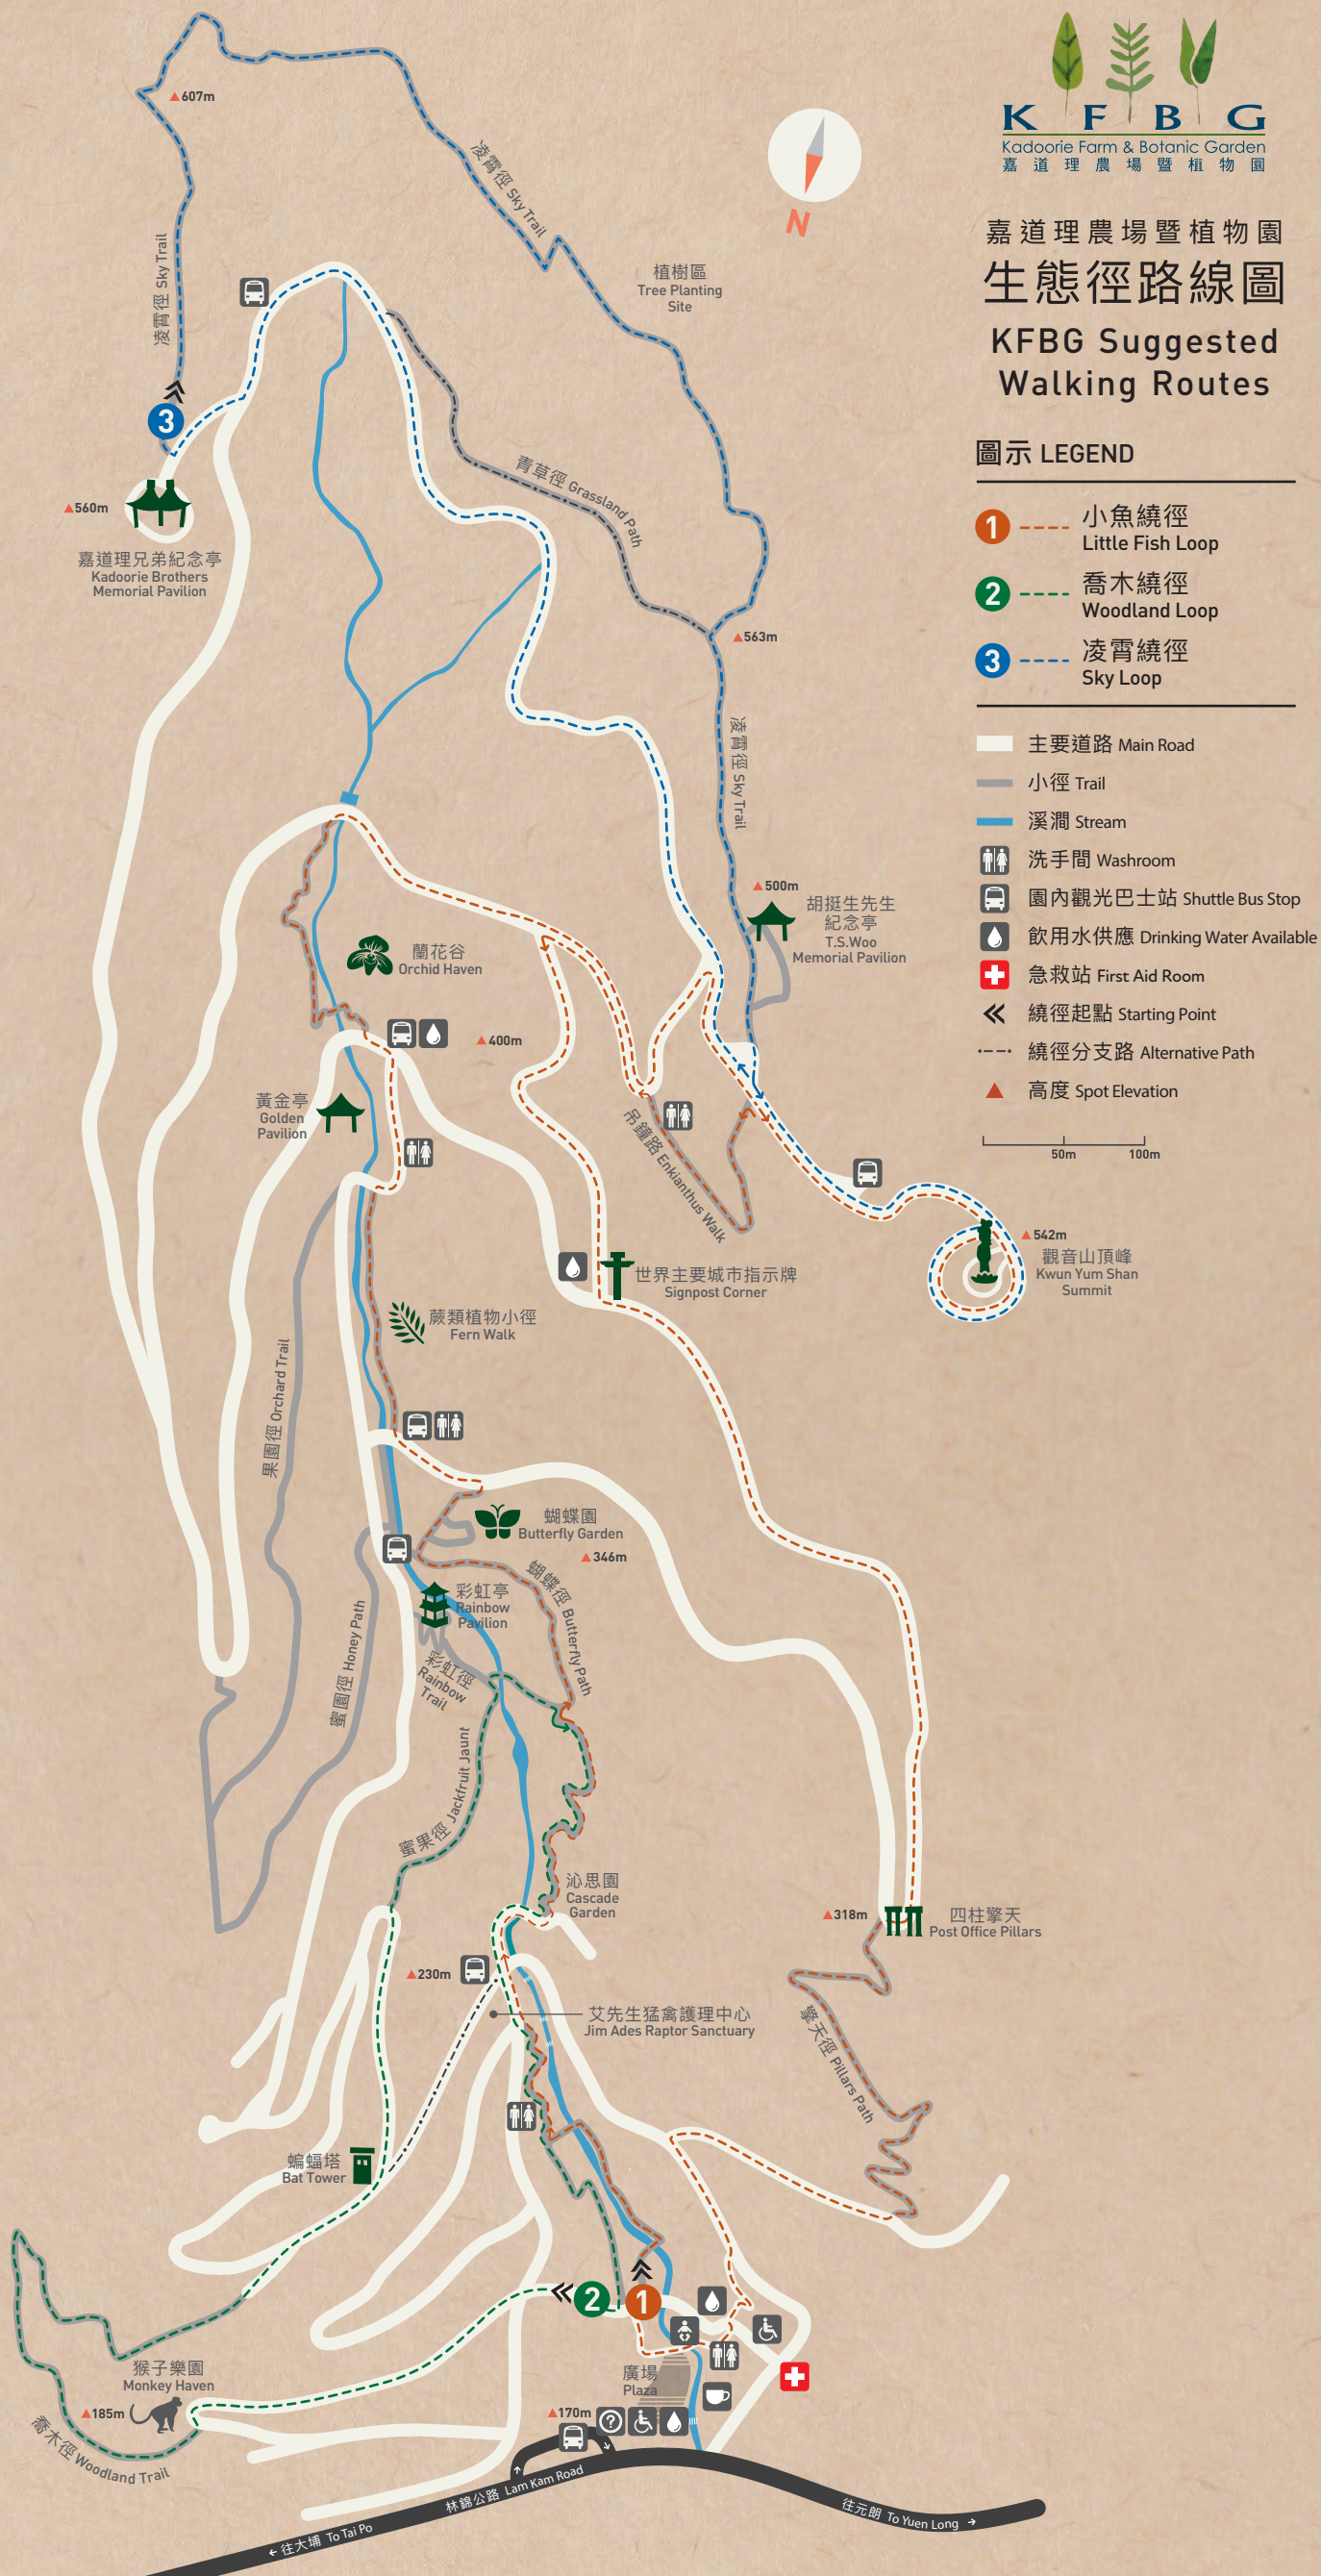 K F B G
Kadoorie Farm & Botanic Garden
嘉道理農場暨植物園
嘉道理農場暨植物園
生態徑路線圖
KFBG Suggested
Walking Routes
圖示 LEGEND
1 小魚繞徑
Little Fish Loop
2 喬木繞徑
Woodland Loop
3 凌霄繞徑
Sky Loop
主要道路 Main Road
小徑 Trail
溪澗 Stream
洗手間 Washroom
園內觀光巴士站 Shuttle Bus Stop
飲用水供應 Drinking Water Available
急救站 First Aid Room
繞徑起點 Starting Point
繞徑分支路 Alternative Path
高度 Spot Elevation
50m 100m
N
607m
凌霄徑 Sky Trail
凌霄徑 Sky Trail
植樹區
Tree Planting
Site
3
560m
嘉道理兄弟紀念亭
Kadoorie Brothers
Memorial Pavilion
青草徑 Grassland Path
563m
凌霄徑 Sky Trail
500m
胡挺生先生
紀念亭
T.S.Woo
Memorial Pavilion
蘭花谷
Orchid Haven
400m
黃金亭
Golden
Pavilion
吊鐘路 Enkianthus Walk
542m
觀音山頂峰
Kwun Yum Shan
Summit
世界主要城市指示牌
Signpost Corner
蕨類植物小徑
Fern Walk
果園徑 Orchard Trail
蝴蝶園
Butterfly Garden
346m
蝴蝶徑 Butterfly Path
彩虹亭
Rainbow
Pavilion
彩虹徑
Rainbow
Trail
蜜園徑 Honey Path
蜜果徑 Jackfruit Jaunt
沁思園
Cascade
Garden
318m
四柱擎天
Post Office Pillars
230m
艾先生猛禽護理中心
Jim Ades Raptor Sanctuary
擎天徑 Pillars Path
蝙蝠塔
Bat Tower
2
1
猴子樂園
Monkey Haven
185m
喬木徑 Woodland Trail
廣場
Plaza
170m
?
林錦公路 Lam Kam Road
往大埔 To Tai Po
往元朗 To Yuen Long